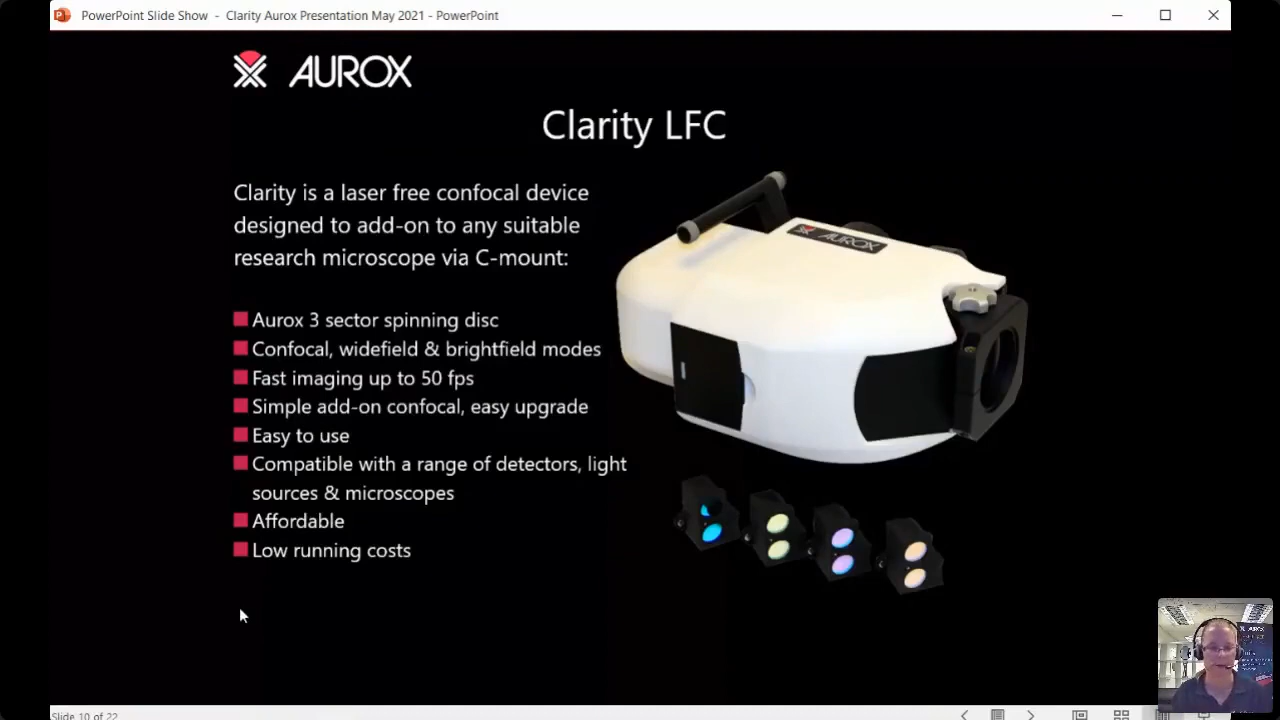 PowerPoint Slide Show - Clarity Aurox Presentation May 2021 - PowerPoint
AUROX
Clarity LFC
Clarity is a laser free confocal device
designed to add-on to any suitable
research microscope via C-mount:
Aurox 3 sector spinning disc
Confocal, widefield & brightfield modes
Fast imaging up to 50 fps
Simple add-on confocal, easy upgrade
Easy to use
Compatible with a range of detectors, light
sources & microscopes
Affordable
Low running costs
AUROX
Slide 10 of 22